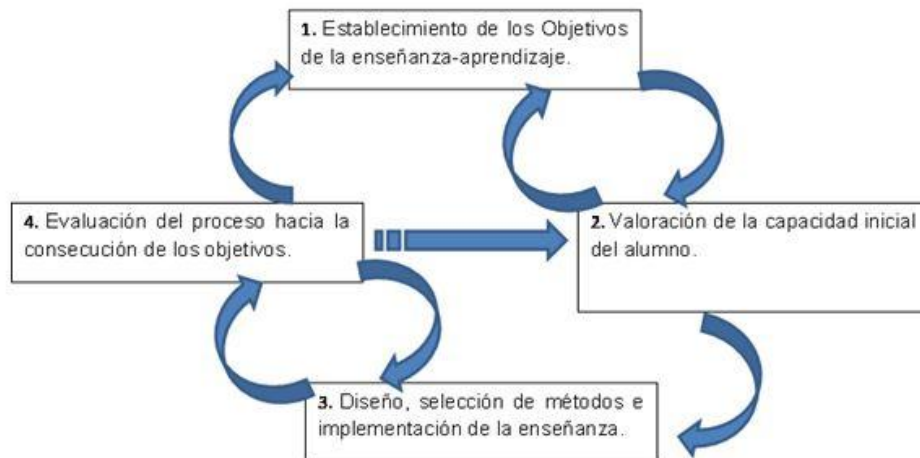 1. Establecimiento de los Objetivos
de la enseñanza-aprendizaje.
4. Evaluación del proceso hacia la
consecución de los objetivos.
2. Valoración de la capacidad inicial
del alumno.
3. Diseño, selección de métodos e
implementación de la enseñanza.